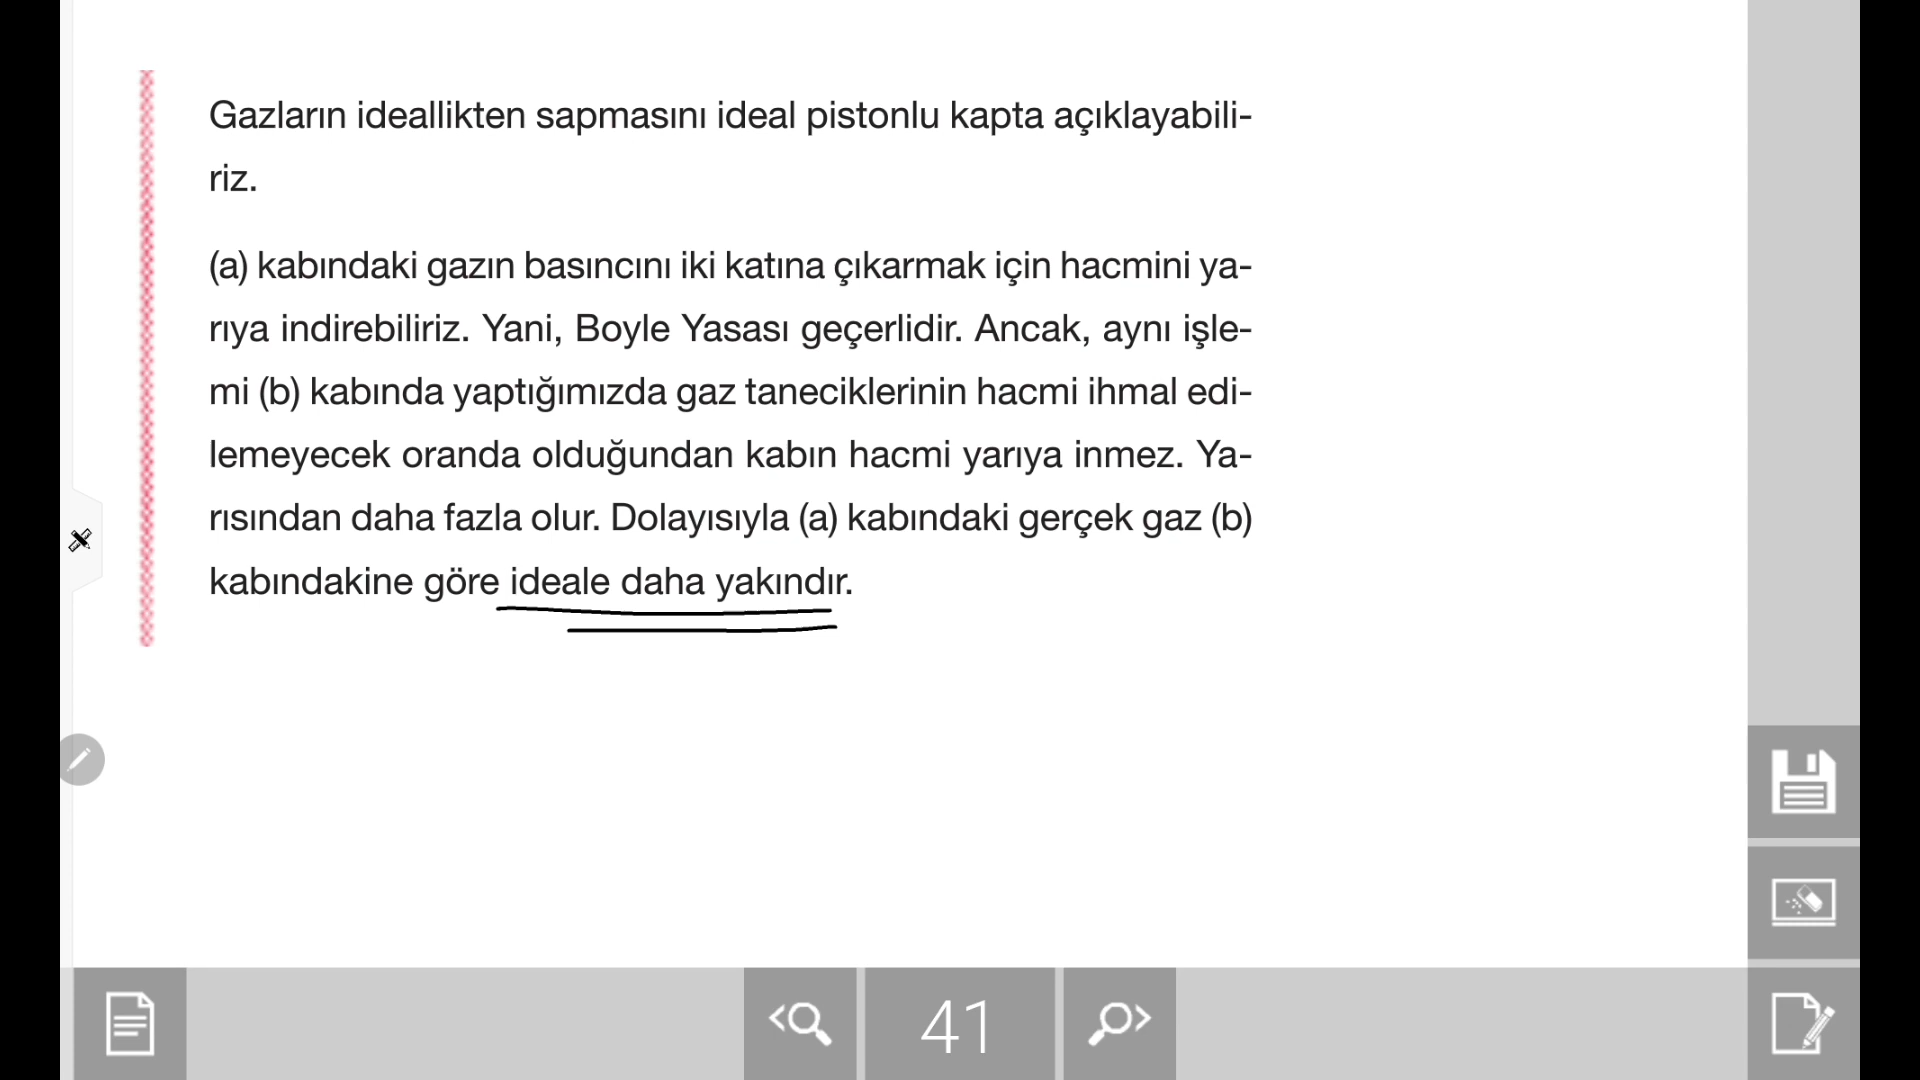 Gazların ideallikten sapmasını ideal pistonlu kapta açıklayabili-
riz.
(a) kabındaki gazın basıncını iki katına çıkarmak için hacmini ya-
rıya indirebiliriz. Yani, Boyle Yasası geçerlidir. Ancak, aynı işle-
mi (b) kabında yaptığımızda gaz taneciklerinin hacmi ihmal edi-
lemeyecek oranda olduğundan kabın hacmi yarıya inmez. Ya-
rısından daha fazla olur. Dolayısıyla (a) kabındaki gerçek gaz (b)
kabındakine göre ideale daha yakındır.
41